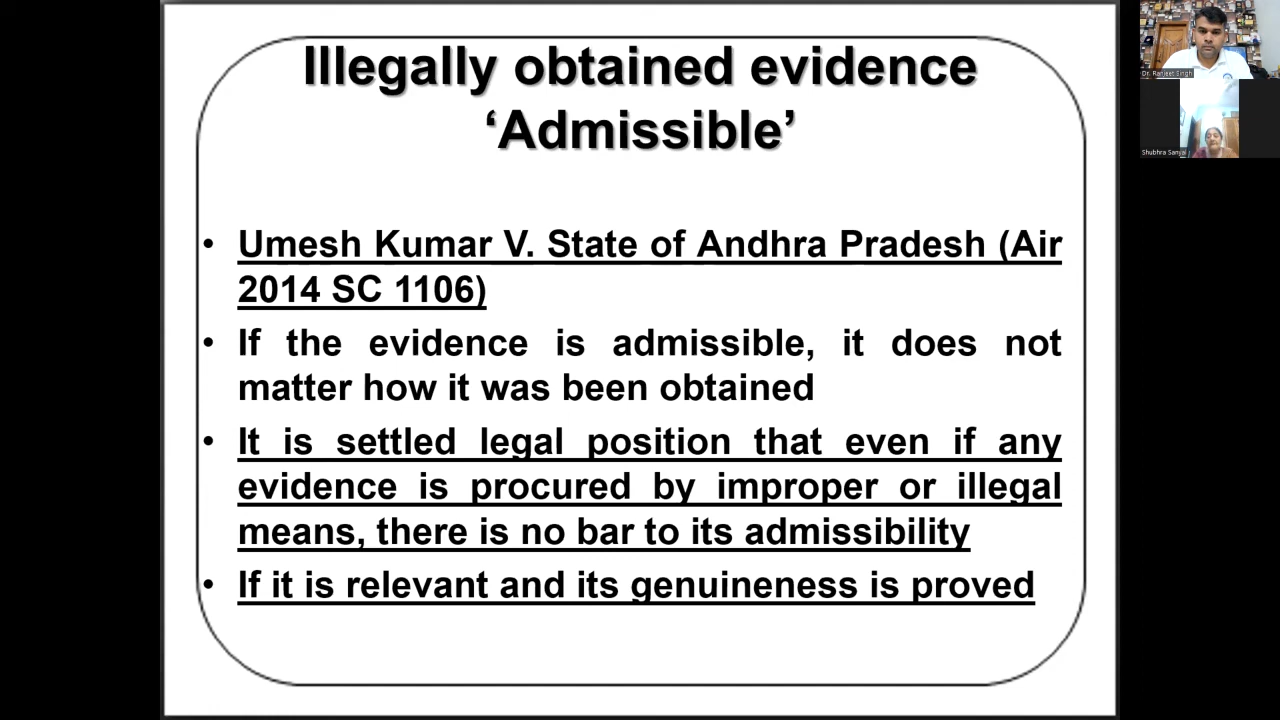 Illegally obtained evidence
‘Admissible’
• Umesh Kumar V. State of Andhra Pradesh (Air
2014 SC 1106)
• If the evidence is admissible, it does not
matter how it was been obtained
• It is settled legal position that even if any
evidence is procured by improper or illegal
means, there is no bar to its admissibility
• If it is relevant and its genuineness is proved
Dr. Ranjeet Singh
Shubhra Sanyal